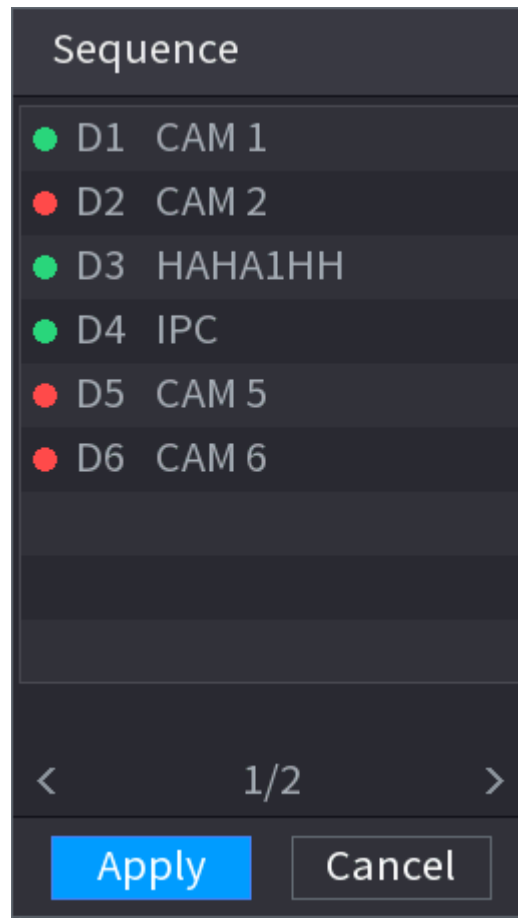 Sequence
D1 CAM 1
D2 CAM 2
D3 HAHA1HH
D4 IPC
D5 CAM 5
D6 CAM 6
< 1/2 >
Apply Cancel